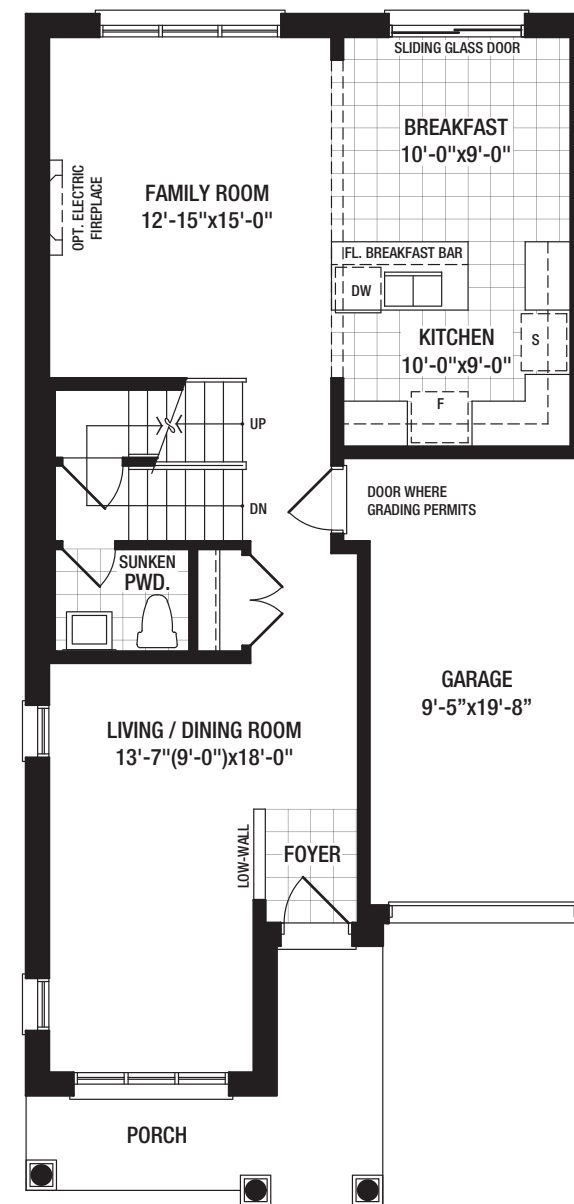 SLIDING GLASS DOOR
BREAKFAST
10'-0"x9'-0"
FAMILY ROOM
12'-15"x15'-0"
OPT. ELECTRIC
FIREPLACE
FL. BREAKFAST BAR
DW
KITCHEN
10'-0"x9'-0"
S
F
UP
DN
DOOR WHERE
GRADING PERMITS
SUNKEN
PWD.
GARAGE
9'-5”x19'-8”
LIVING / DINING ROOM
13'-7"(9'-0")x18'-0"
LOW-WALL
FOYER
PORCH